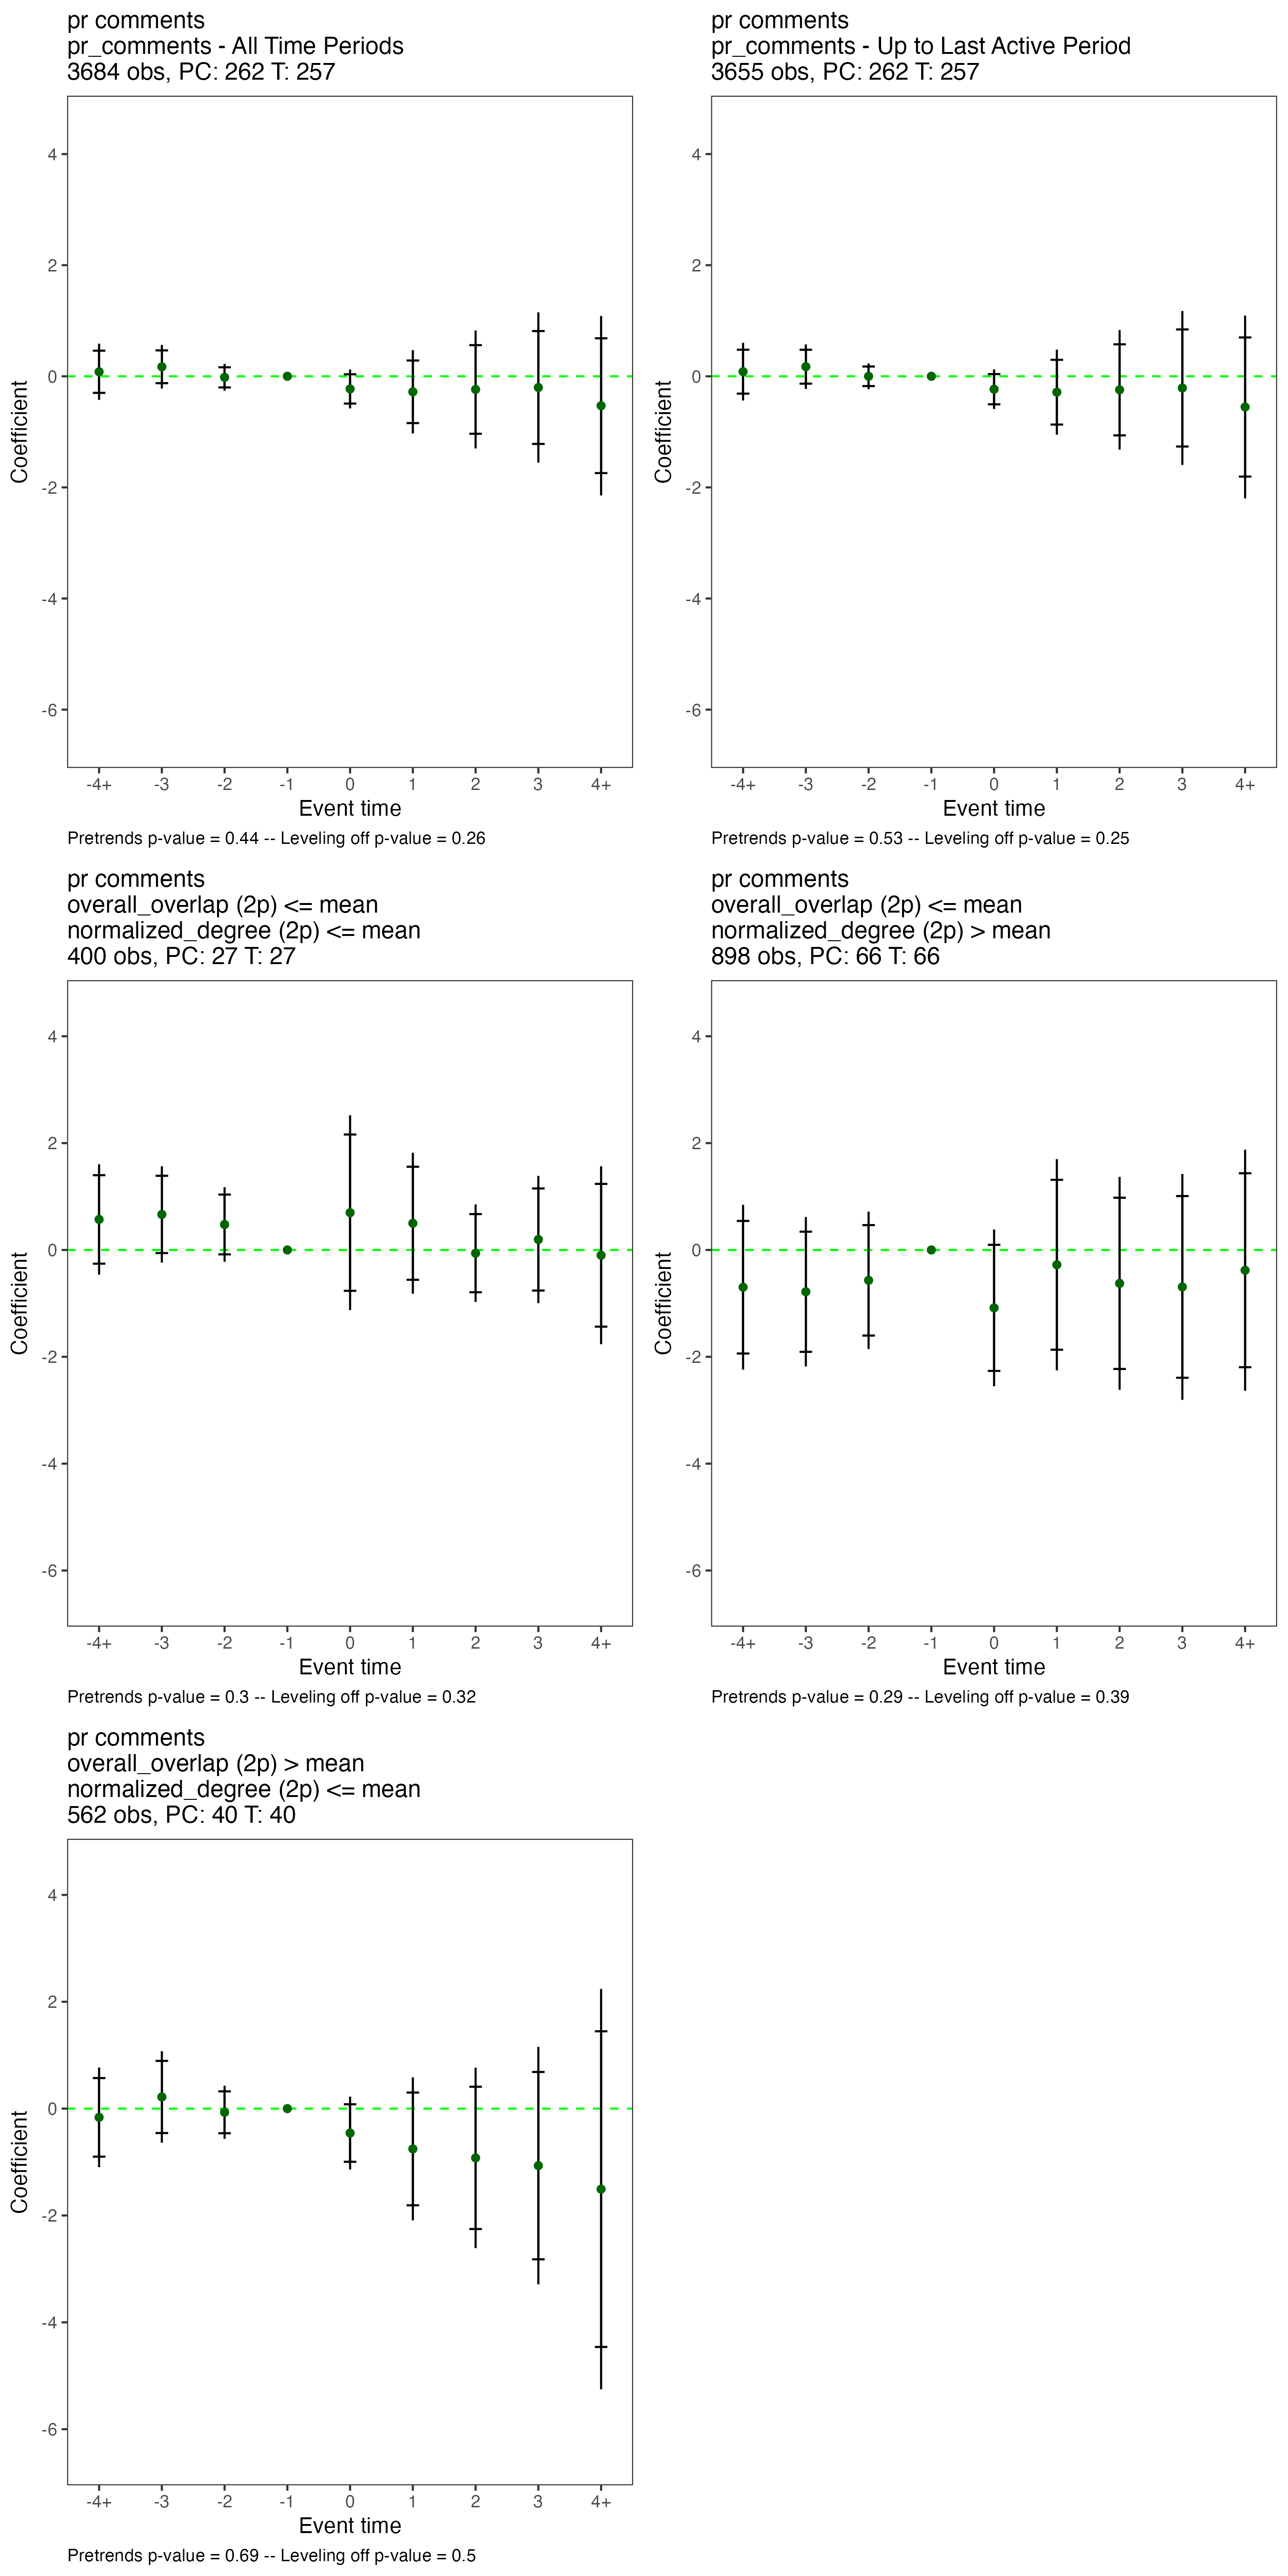 pr comments
pr_comments - All Time Periods
3684 obs, PC: 262 T: 257
Coefficient
4
2
0
-2
-4
-6
-4+ -3 -2 -1 0 1 2 3 4+
Event time
Pretrends p-value = 0.44 -- Leveling off p-value = 0.26
pr comments
pr_comments - Up to Last Active Period
3655 obs, PC: 262 T: 257
Coefficient
4
2
0
-2
-4
-6
-4+ -3 -2 -1 0 1 2 3 4+
Event time
Pretrends p-value = 0.53 -- Leveling off p-value = 0.25
pr comments
overall_overlap (2p) <= mean
normalized_degree (2p) <= mean
400 obs, PC: 27 T: 27
Coefficient
4
2
0
-2
-4
-6
-4+ -3 -2 -1 0 1 2 3 4+
Event time
Pretrends p-value = 0.3 -- Leveling off p-value = 0.32
pr comments
overall_overlap (2p) <= mean
normalized_degree (2p) > mean
898 obs, PC: 66 T: 66
Coefficient
4
2
0
-2
-4
-6
-4+ -3 -2 -1 0 1 2 3 4+
Event time
Pretrends p-value = 0.29 -- Leveling off p-value = 0.39
pr comments
overall_overlap (2p) > mean
normalized_degree (2p) <= mean
562 obs, PC: 40 T: 40
Coefficient
4
2
0
-2
-4
-6
-4+ -3 -2 -1 0 1 2 3 4+
Event time
Pretrends p-value = 0.69 -- Leveling off p-value = 0.5